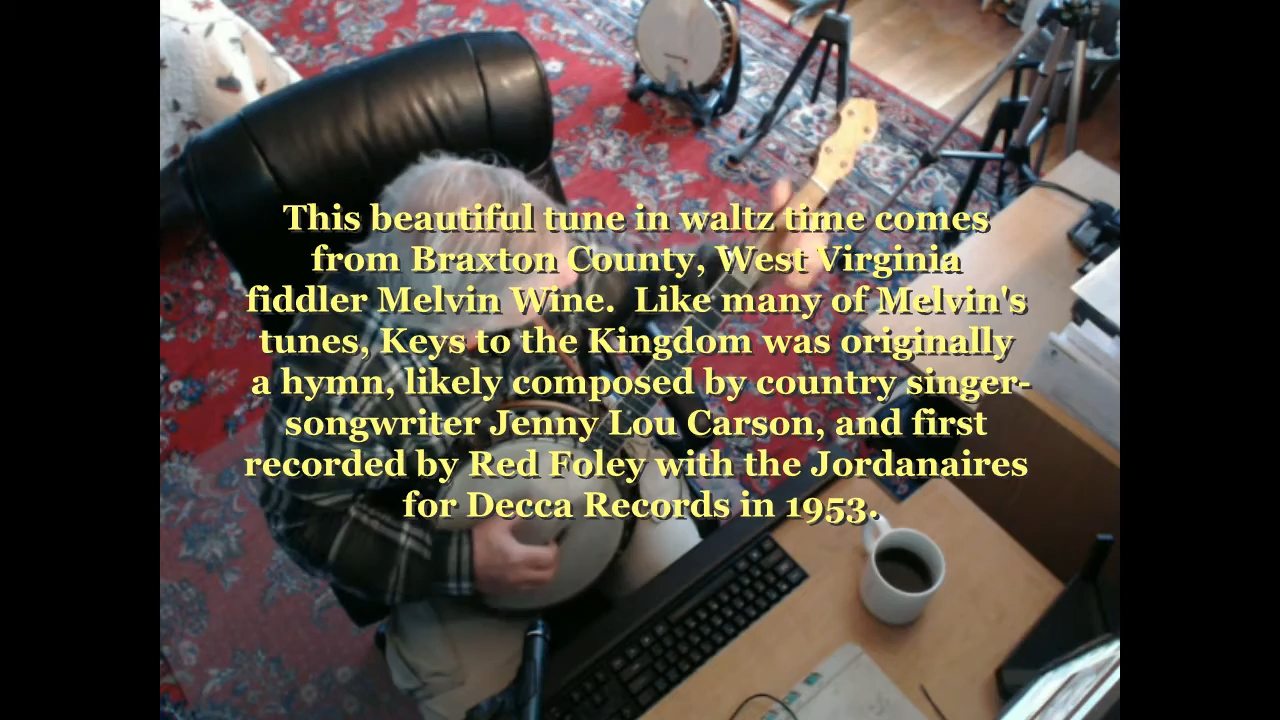 This beautiful tune in waltz time comes
from Braxton County, West Virginia
fiddler Melvin Wine.  Like many of Melvin's
tunes, Keys to the Kingdom was originally
a hymn, likely composed by country singer-
songwriter Jenny Lou Carson, and first
recorded by Red Foley with the Jordanaires
for Decca Records in 1953.